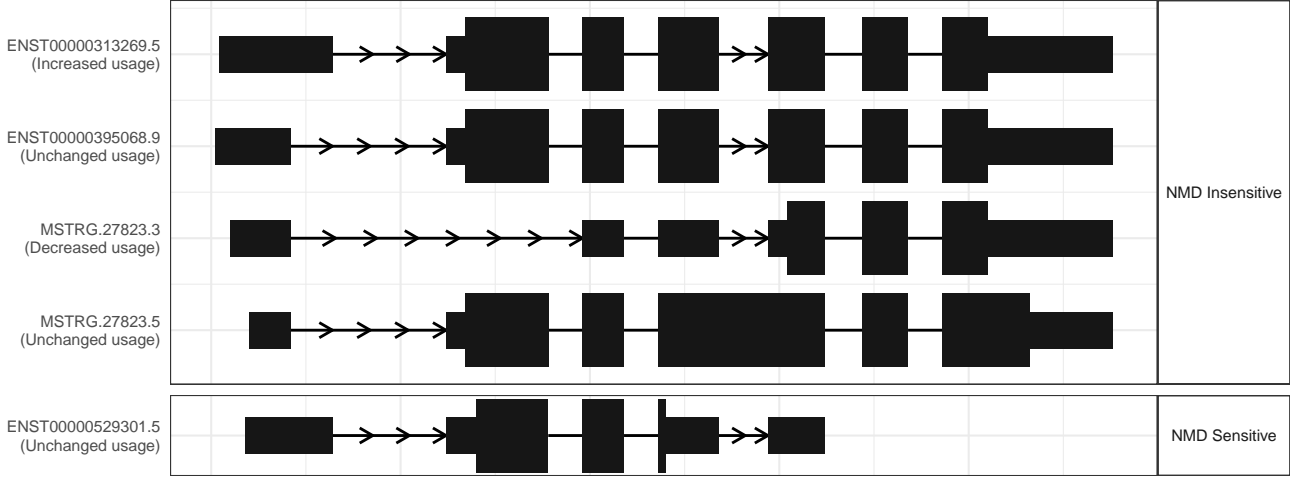 ENST00000313269.5
(Increased usage)
ENST00000395068.9
(Unchanged usage)
MSTRG.27823.3
(Decreased usage)
MSTRG.27823.5
(Unchanged usage)
NMD Insensitive
ENST00000529301.5
(Unchanged usage)
NMD Sensitive